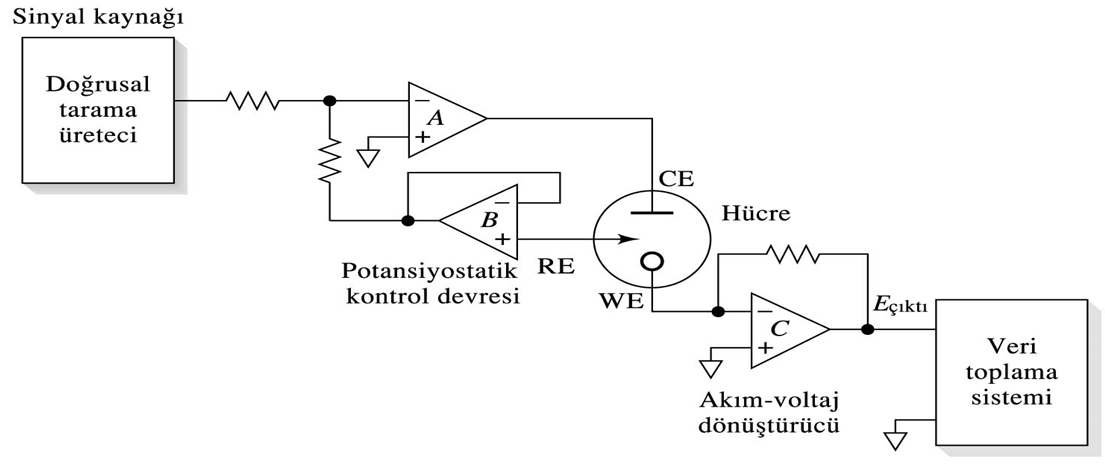 Sinyal kaynağı
Doğrusal
tarama
üreteci
−
A
+
−
B
+
Potansiyostatik
kontrol devresi
RE
CE
Hücre
WE
−
C
+
Akım-voltaj
dönüştürücü
Eçıktı
Veri
toplama
sistemi